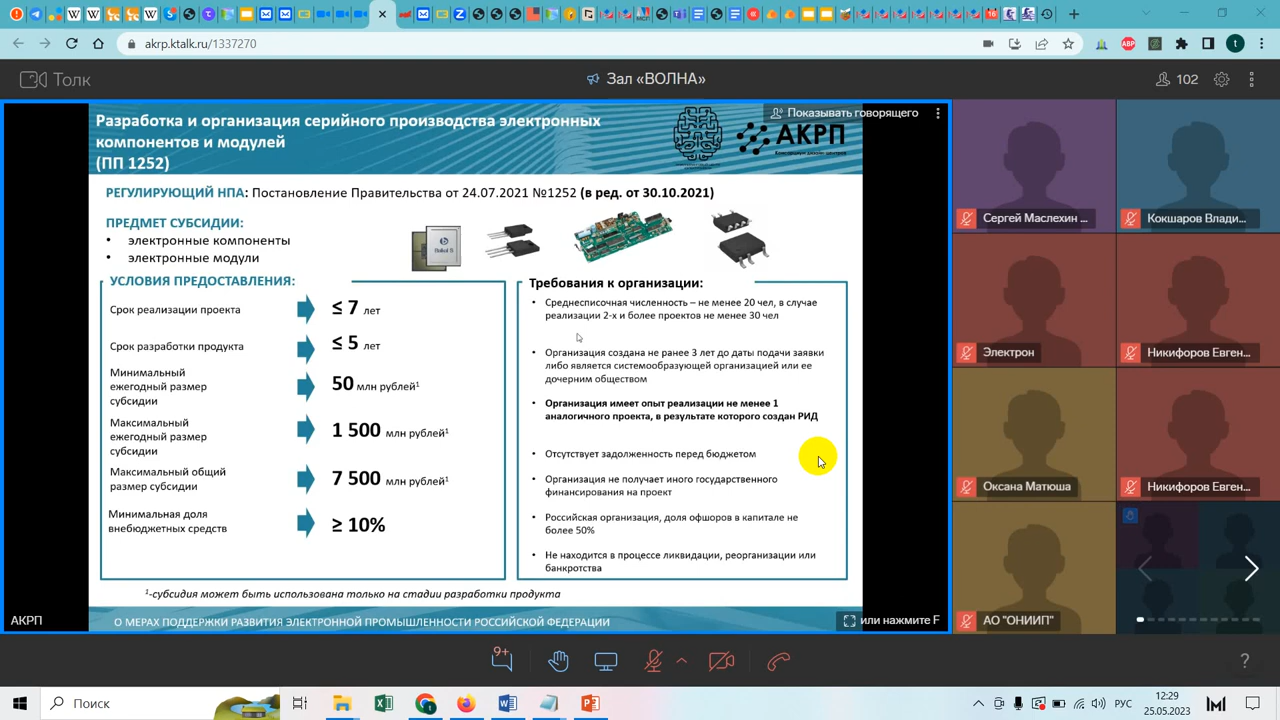 akrp.ktalk.ru/1337270
Толк
Зал «ВОЛНА»
102
Разработка и организация серийного производства электронных
компонентов и модулей
(ПП 1252)
Показывать говорящего
АКРП
РЕГУЛИРУЮЩИЙ НПА: Постановление Правительства от 24.07.2021 №1252 (в ред. от 30.10.2021)
ПРЕДМЕТ СУБСИДИИ:
• электронные компоненты
• электронные модули
УСЛОВИЯ ПРЕДОСТАВЛЕНИЯ:
Срок реализации проекта
≤ 7 лет
Срок разработки продукта
≤ 5 лет
Минимальный
ежегодный размер
субсидии
50 млн рублей¹
Максимальный
ежегодный размер
субсидии
1 500 млн рублей¹
Максимальный общий
размер субсидии
7 500 млн рублей¹
Минимальная доля
внебюджетных средств
≥ 10%
Требования к организации:
• Среднесписочная численность – не менее 20 чел, в случае
реализации 2-х и более проектов не менее 30 чел
• Организация создана не ранее 3 лет до даты подачи заявки
либо является системообразующей организацией или ее
дочерним обществом
• Организация имеет опыт реализации не менее 1
аналогичного проекта, в результате которого создан РИД
• Отсутствует задолженность перед бюджетом
• Организация не получает иного государственного
финансирования на проект
• Российская организация, доля офшоров в капитале не
более 50%
• Не находится в процессе ликвидации, реорганизации или
банкротства
¹-субсидия может быть использована только на стадии разработки продукта
АКРП
О МЕРАХ ПОДДЕРЖКИ РАЗВИТИЯ ЭЛЕКТРОННОЙ ПРОМЫШЛЕННОСТИ РОССИЙСКОЙ ФЕДЕРАЦИИ
или нажмите F
Сергей Маслехин ...
Кокшаров Влади...
Электрон
Никифоров Евген...
Оксана Матюша
Никифоров Евген...
АО "ОНИИП"
9+
?
Поиск
РУС
12:29
25.05.2023